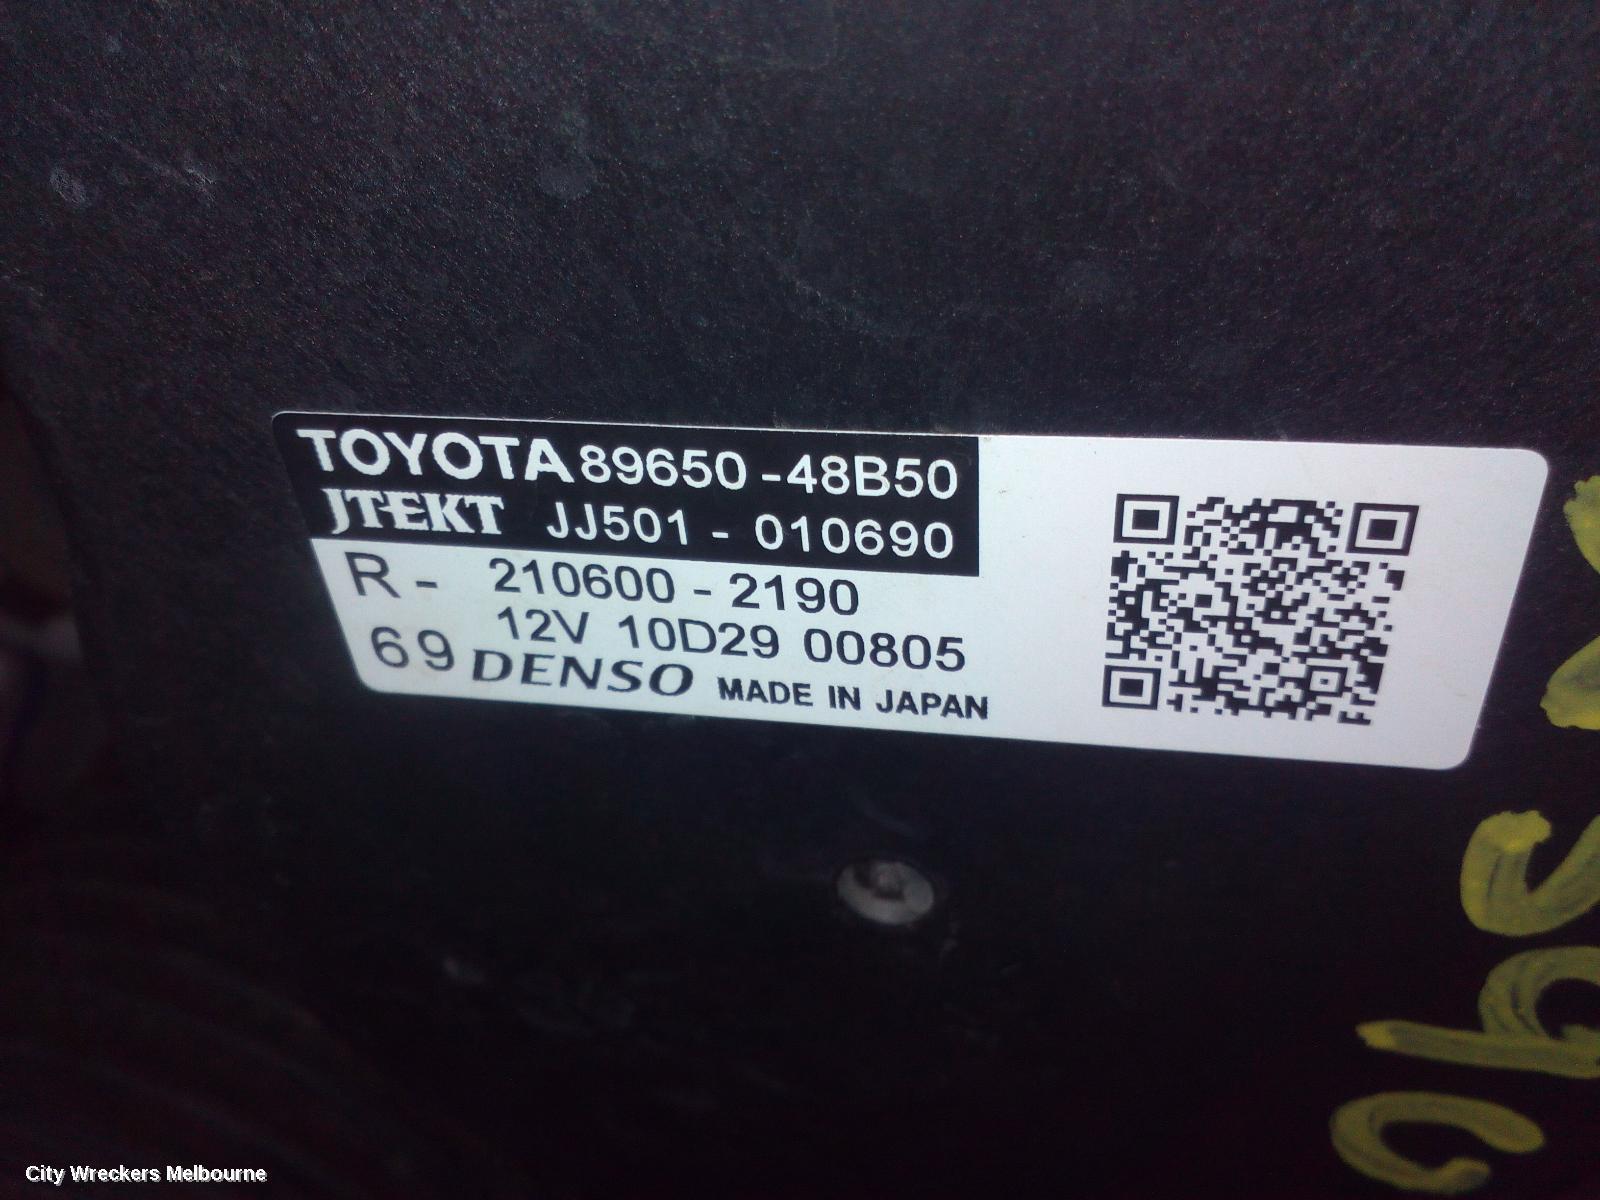 TOYOTA 89650-48B50
JTEKT JJ501 - 010690
R - 210600 - 2190
12V 10D29 00805
69 DENSO MADE IN JAPAN
City Wreckers Melbourne